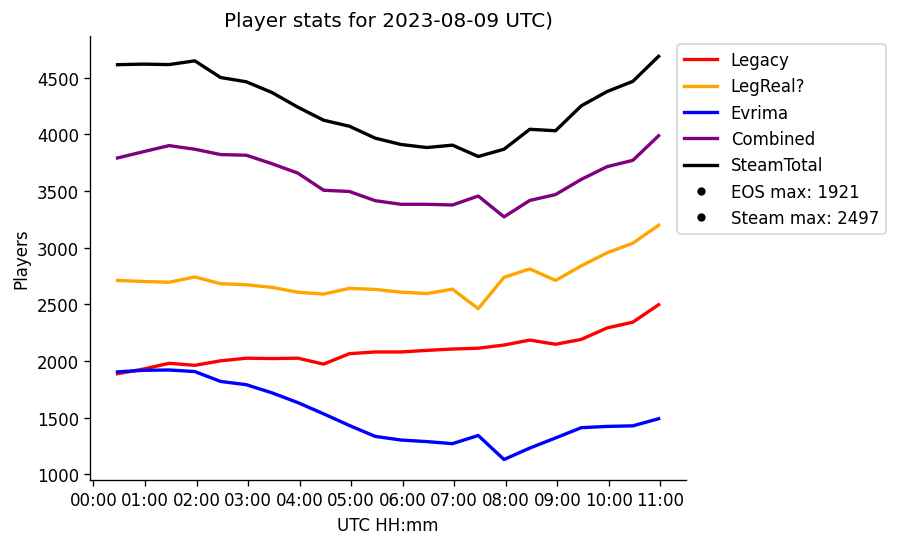 Player stats for 2023-08-09 UTC)
Legacy
LegReal?
Evrima
Combined
SteamTotal
EOS max: 1921
Steam max: 2497
Players
4500
4000
3500
3000
2500
2000
1500
1000
00:00 01:00 02:00 03:00 04:00 05:00 06:00 07:00 08:00 09:00 10:00 11:00
UTC HH:mm